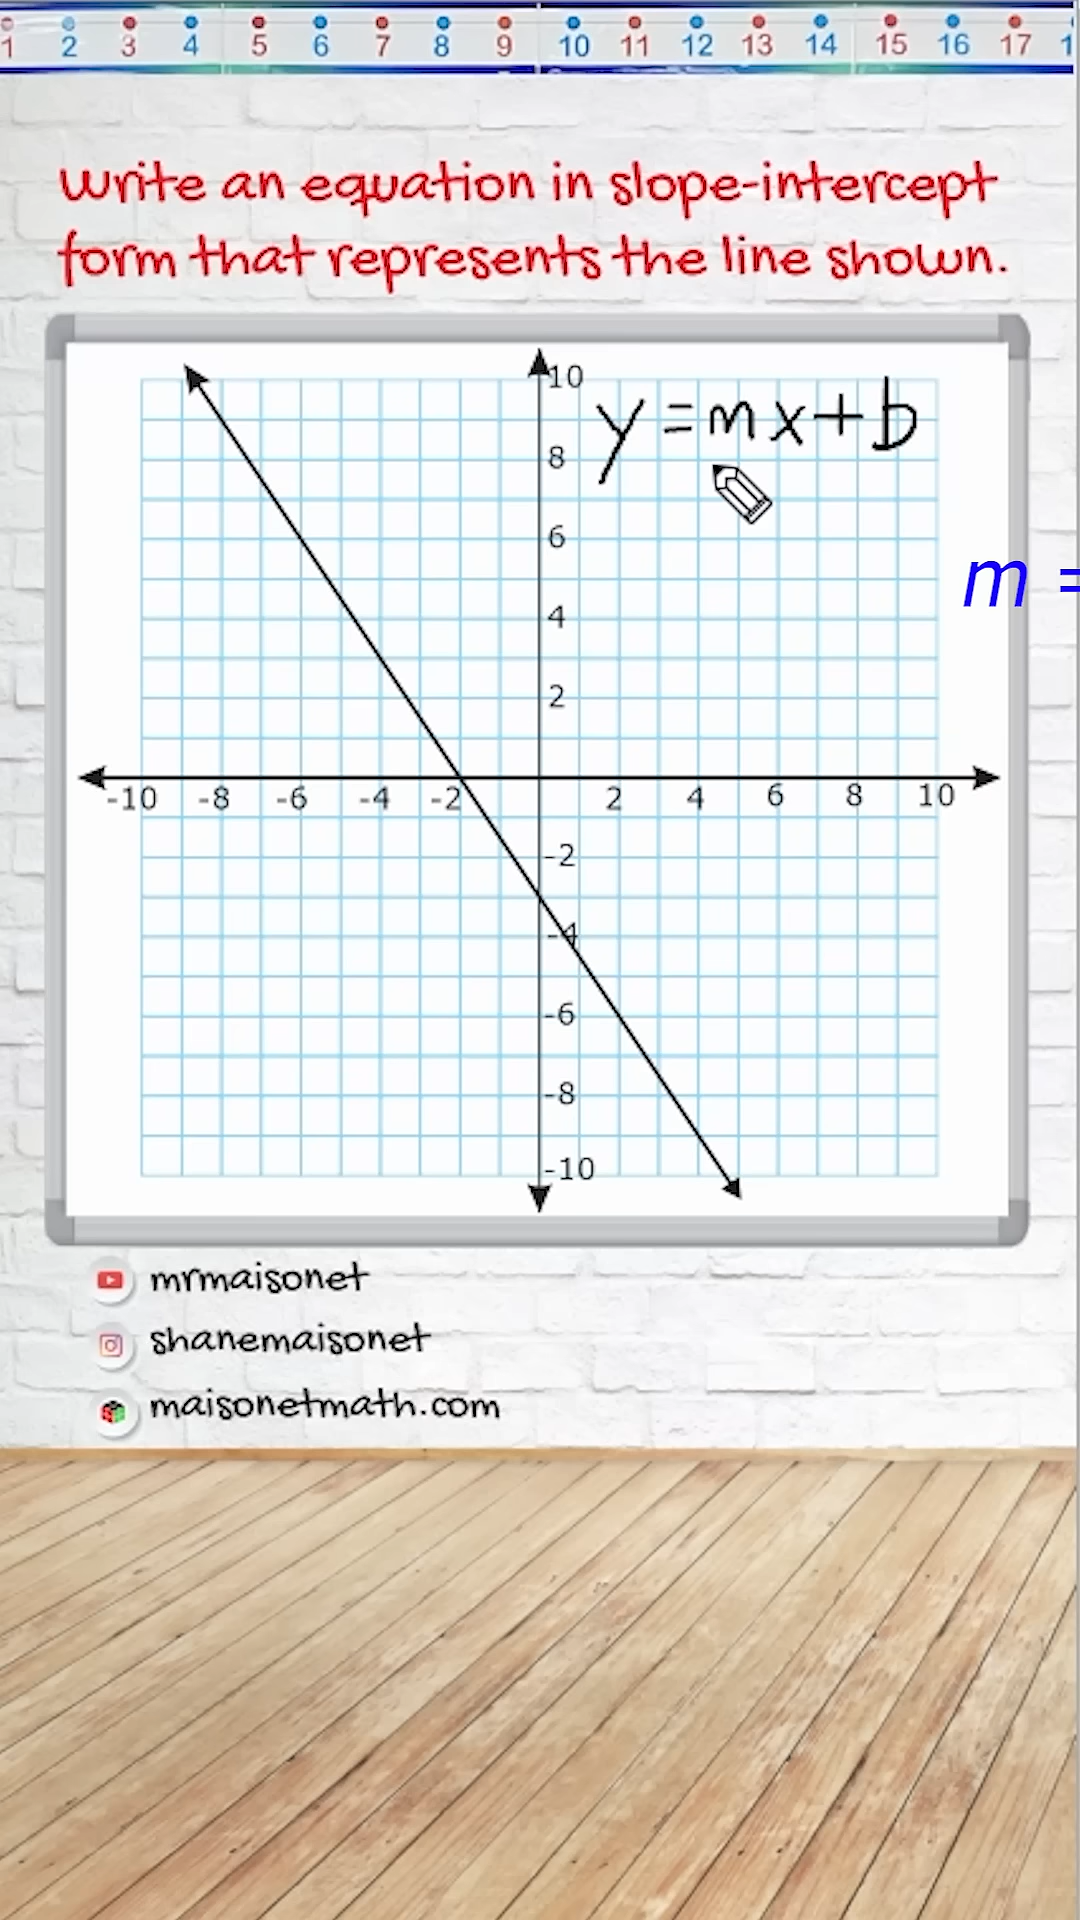 1 2 3 4 5 6 7 8 9 10 11 12 13 14 15 16 17 1
Write an equation in slope-intercept
form that represents the line shown.
10
y = mx + b
8
6
m =
4
2
-10 -8 -6 -4 -2 2 4 6 8 10
-2
-4
-6
-8
-10
mrmaisonet
shanemaisonet
maisonetmath.com